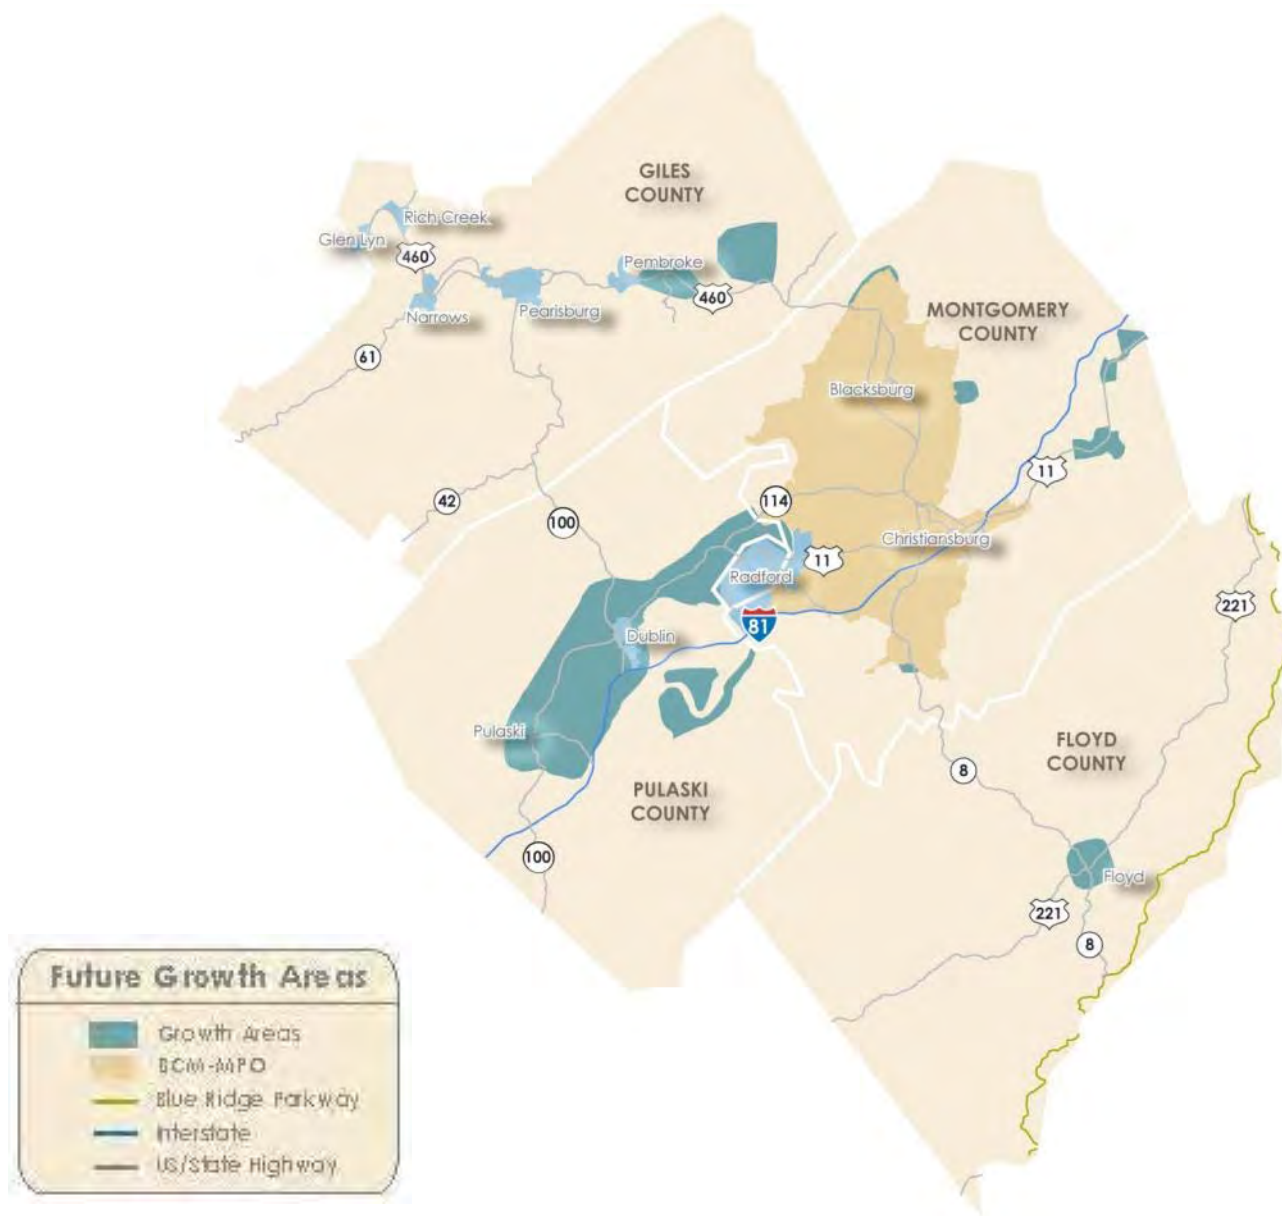 GILES
COUNTY
Rich Creek
Glen Lyn
460
Pembroke
460
Narrows
Pearisburg
MONTGOMERY
COUNTY
61
Blacksburg
11
42
114
100
Christiansburg
11
Radford
221
81
Dublin
Pulaski
FLOYD
COUNTY
8
PULASKI
COUNTY
100
Floyd
221
8
Future Growth Areas
Growth Areas
BCM-MPO
Blue Ridge Parkway
Interstate
US/State Highway